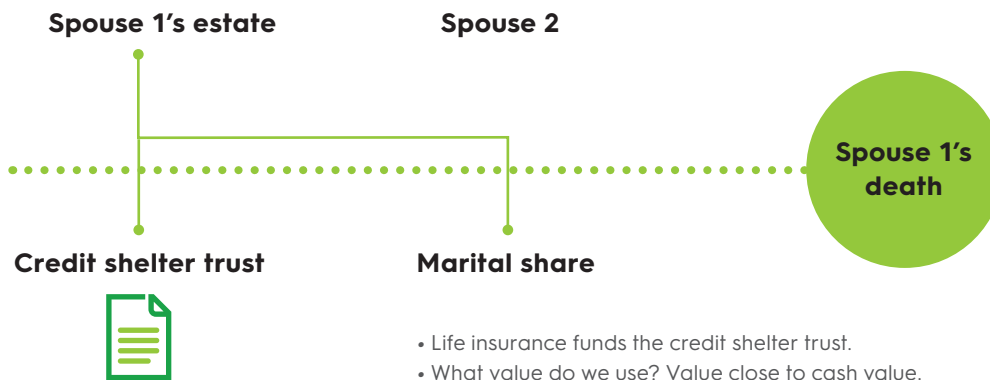 Spouse 1's estate
Spouse 2
Spouse 1's
death
Credit shelter trust
Marital share
• Life insurance funds the credit shelter trust.
• What value do we use? Value close to cash value.